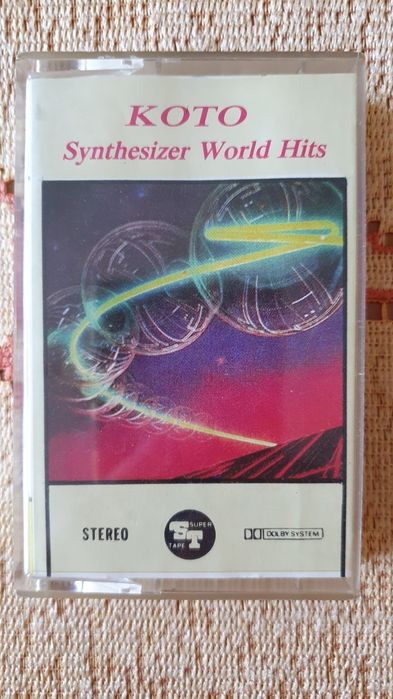 KOTO
Synthesizer World Hits
STEREO
ST
SUPER
TAPE
DOLBY SYSTEM